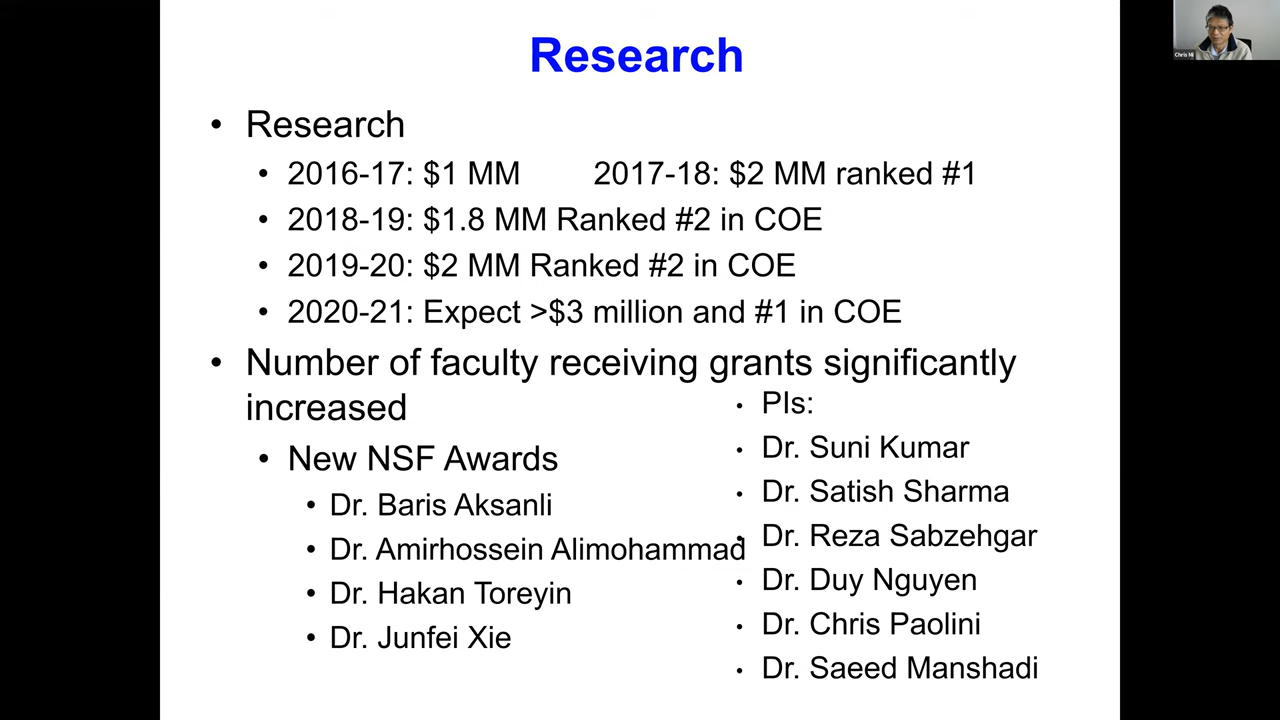 Research
• Research
• 2016-17: $1 MM 2017-18: $2 MM ranked #1
• 2018-19: $1.8 MM Ranked #2 in COE
• 2019-20: $2 MM Ranked #2 in COE
• 2020-21: Expect >$3 million and #1 in COE
• Number of faculty receiving grants significantly
increased
• New NSF Awards
• Dr. Baris Aksanli
• Dr. Amirhossein Alimohammad
• Dr. Hakan Toreyin
• Dr. Junfei Xie
• PIs:
• Dr. Suni Kumar
• Dr. Satish Sharma
• Dr. Reza Sabzehgar
• Dr. Duy Nguyen
• Dr. Chris Paolini
• Dr. Saeed Manshadi
Chris Mi